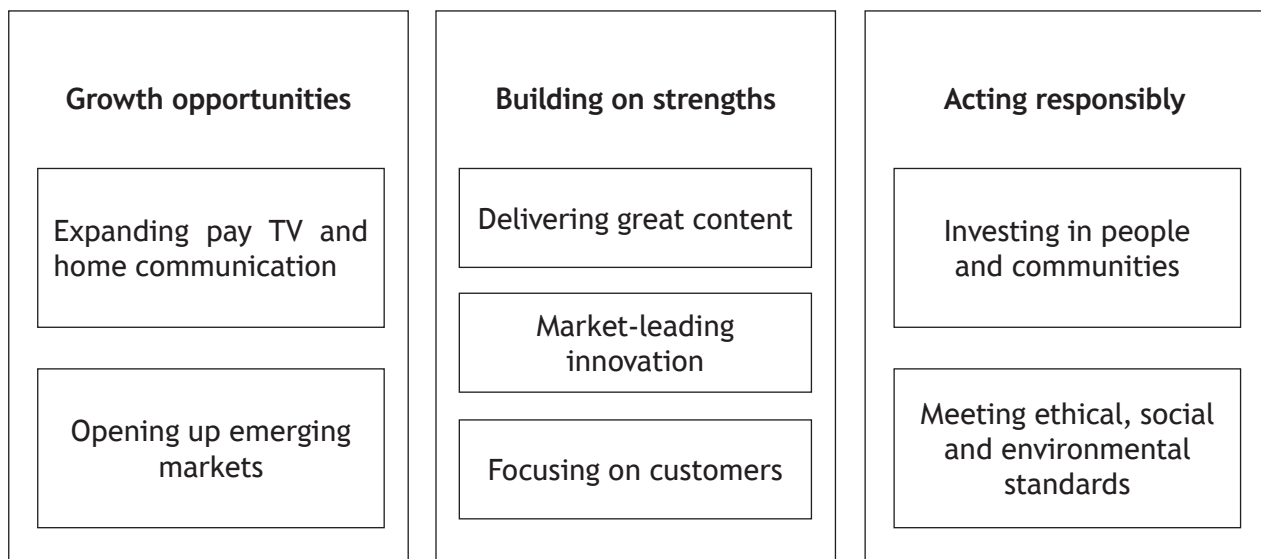 Growth opportunities
Expanding pay TV and
home communication
Opening up emerging
markets
Building on strengths
Delivering great content
Market-leading
innovation
Focusing on customers
Acting responsibly
Investing in people
and communities
Meeting ethical, social
and environmental
standards